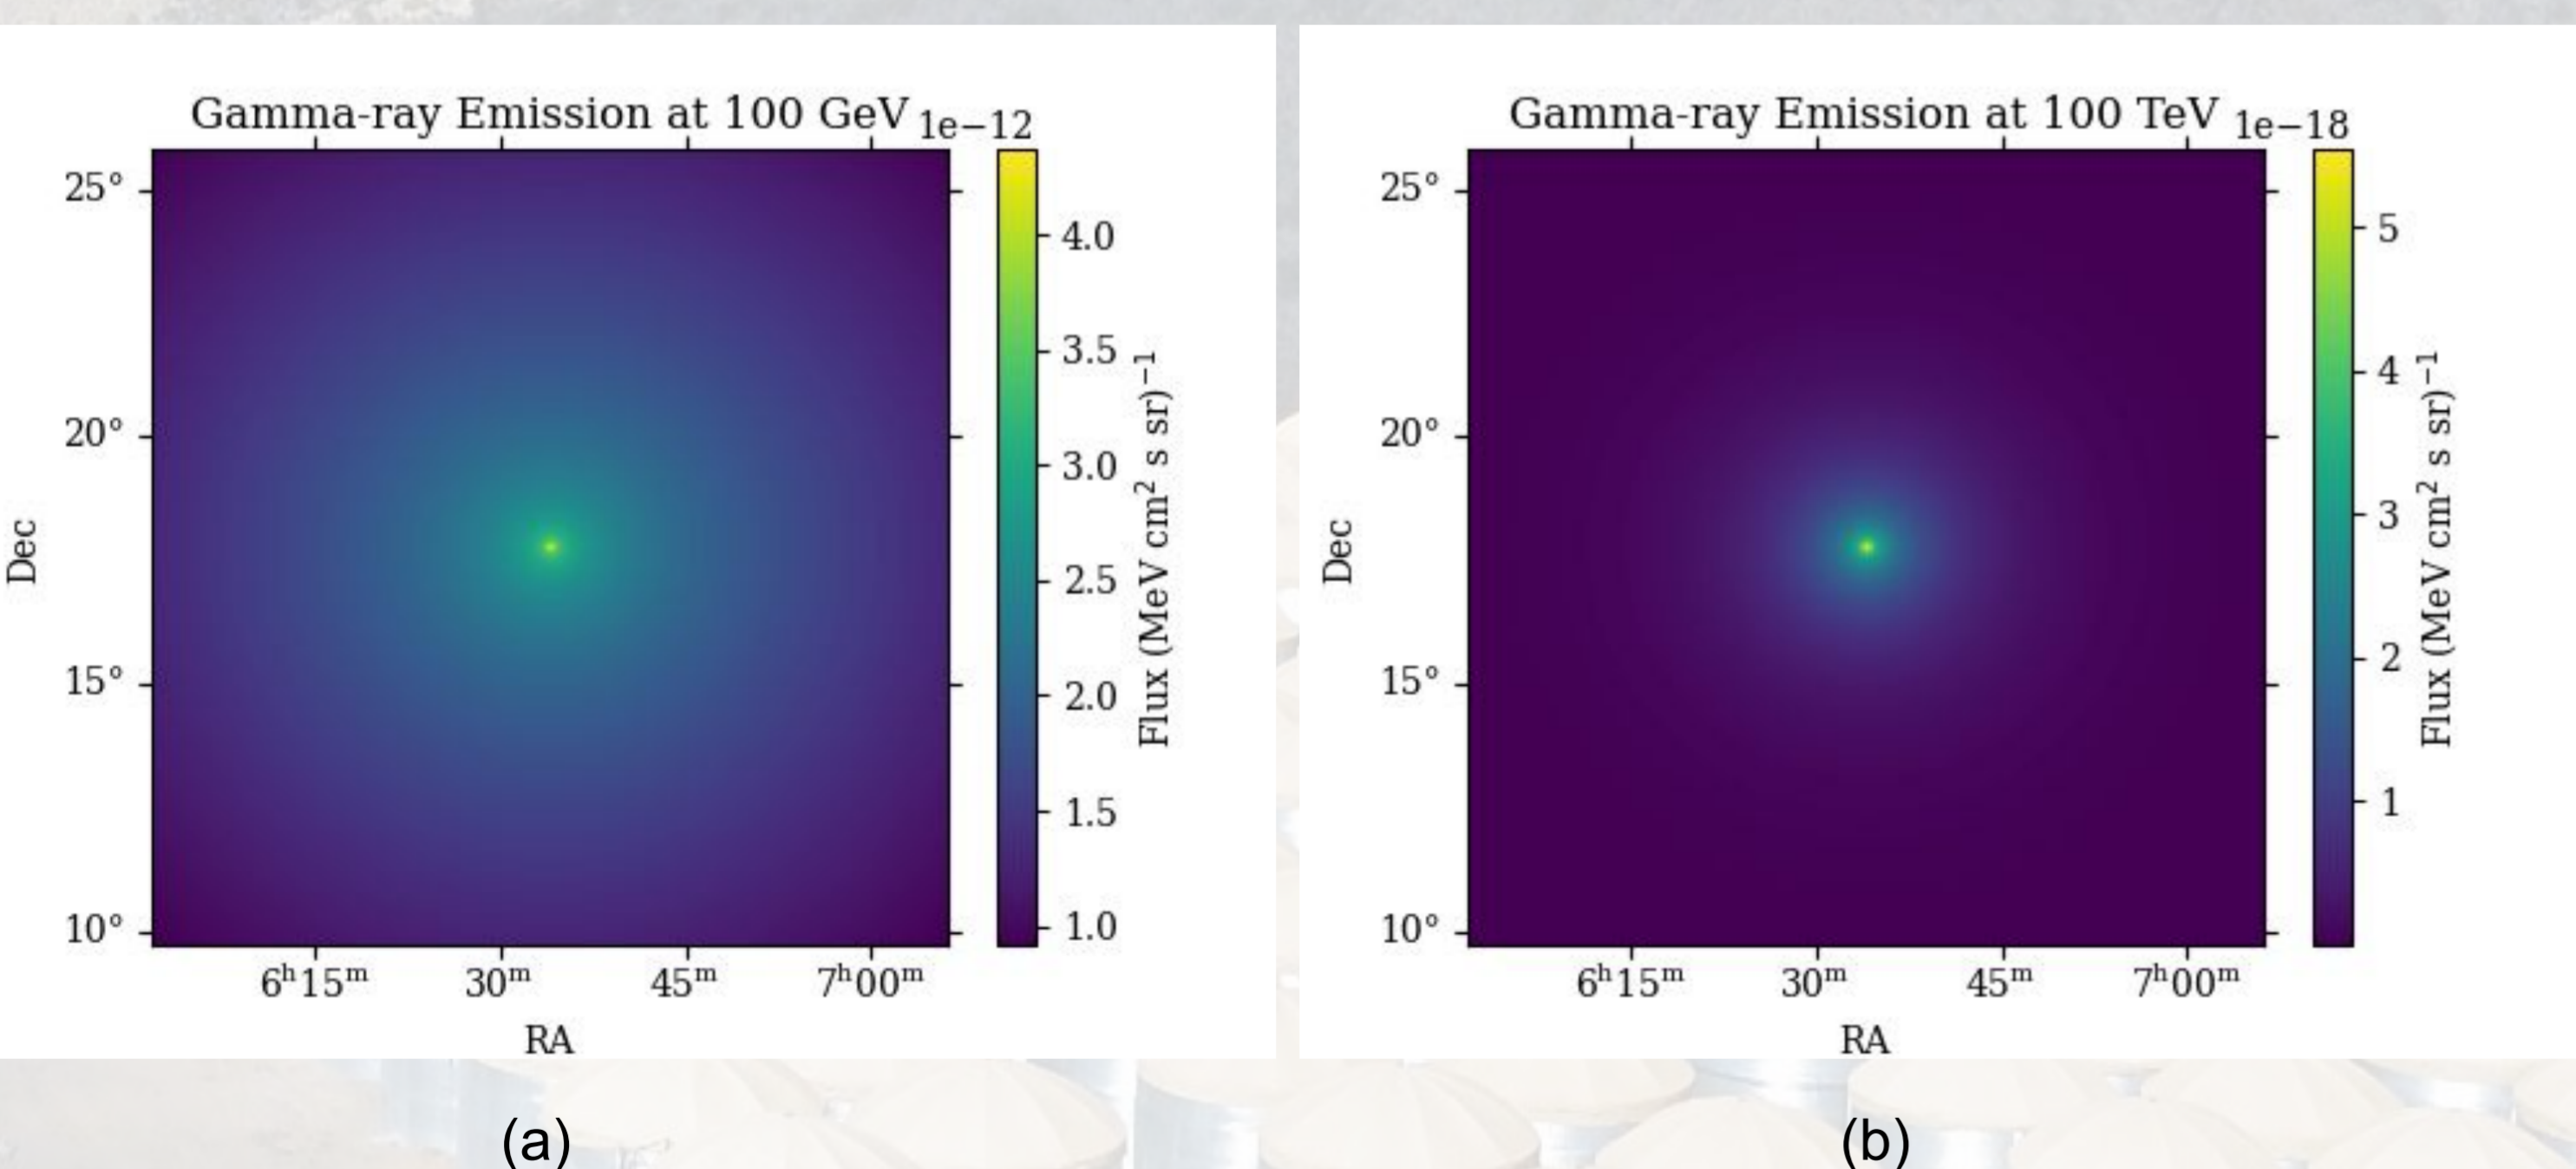 Gamma-ray Emission at 100 GeV
1e−12
25°
20°
15°
10°
Dec
6ʰ15ᵐ 30ᵐ 45ᵐ 7ʰ00ᵐ
RA
4.0
3.5
3.0
2.5
2.0
1.5
1.0
Flux (MeV cm² s sr)⁻¹
(a)
Gamma-ray Emission at 100 TeV
1e−18
25°
20°
15°
10°
Dec
6ʰ15ᵐ 30ᵐ 45ᵐ 7ʰ00ᵐ
RA
5
4
3
2
1
Flux (MeV cm² s sr)⁻¹
(b)